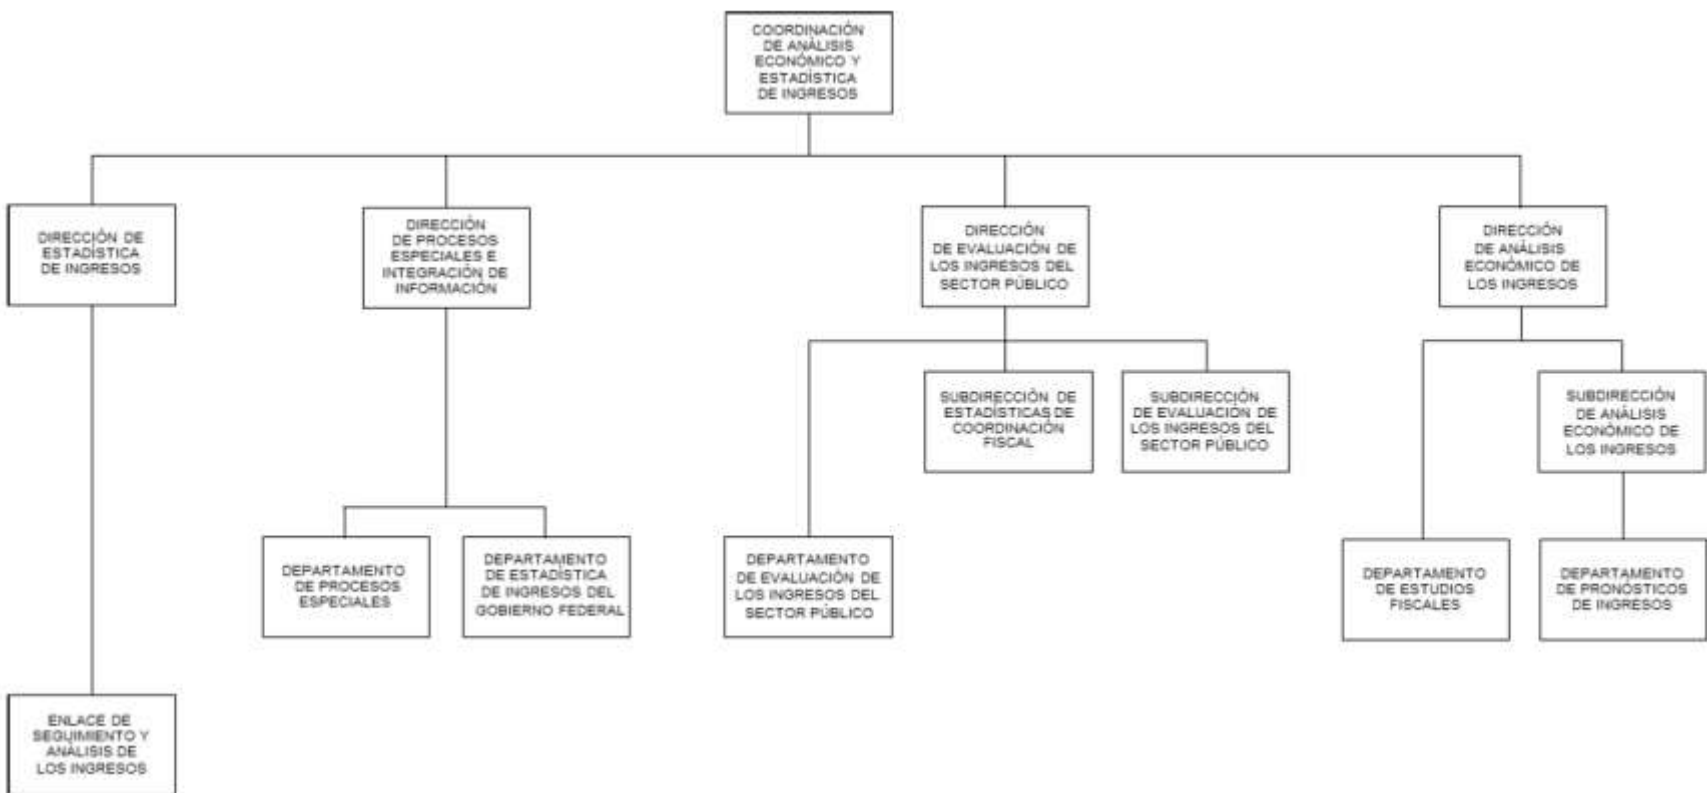 COORDINACIÓN
DE ANÁLISIS
ECONÓMICO Y
ESTADÍSTICA
DE INGRESOS
DIRECCIÓN DE
ESTADÍSTICA
DE INGRESOS
DIRECCIÓN
DE PROCESOS
ESPECIALES E
INTEGRACIÓN DE
INFORMACIÓN
DIRECCIÓN
DE EVALUACIÓN DE
LOS INGRESOS DEL
SECTOR PÚBLICO
DIRECCIÓN
DE ANÁLISIS
ECONÓMICO DE
LOS INGRESOS
SUBDIRECCIÓN DE
ESTADÍSTICAS DE
COORDINACIÓN
FISCAL
SUBDIRECCIÓN
DE EVALUACIÓN DE
LOS INGRESOS DEL
SECTOR PÚBLICO
SUBDIRECCIÓN
DE ANÁLISIS
ECONÓMICO DE
LOS INGRESOS
DEPARTAMENTO
DE PROCESOS
ESPECIALES
DEPARTAMENTO
DE ESTADÍSTICA
DE INGRESOS DEL
GOBIERNO FEDERAL
DEPARTAMENTO
DE EVALUACIÓN DE
LOS INGRESOS DEL
SECTOR PÚBLICO
DEPARTAMENTO
DE ESTUDIOS
FISCALES
DEPARTAMENTO
DE PRONÓSTICOS
DE INGRESOS
ENLACE DE
SEGUIMIENTO Y
ANÁLISIS DE
LOS INGRESOS